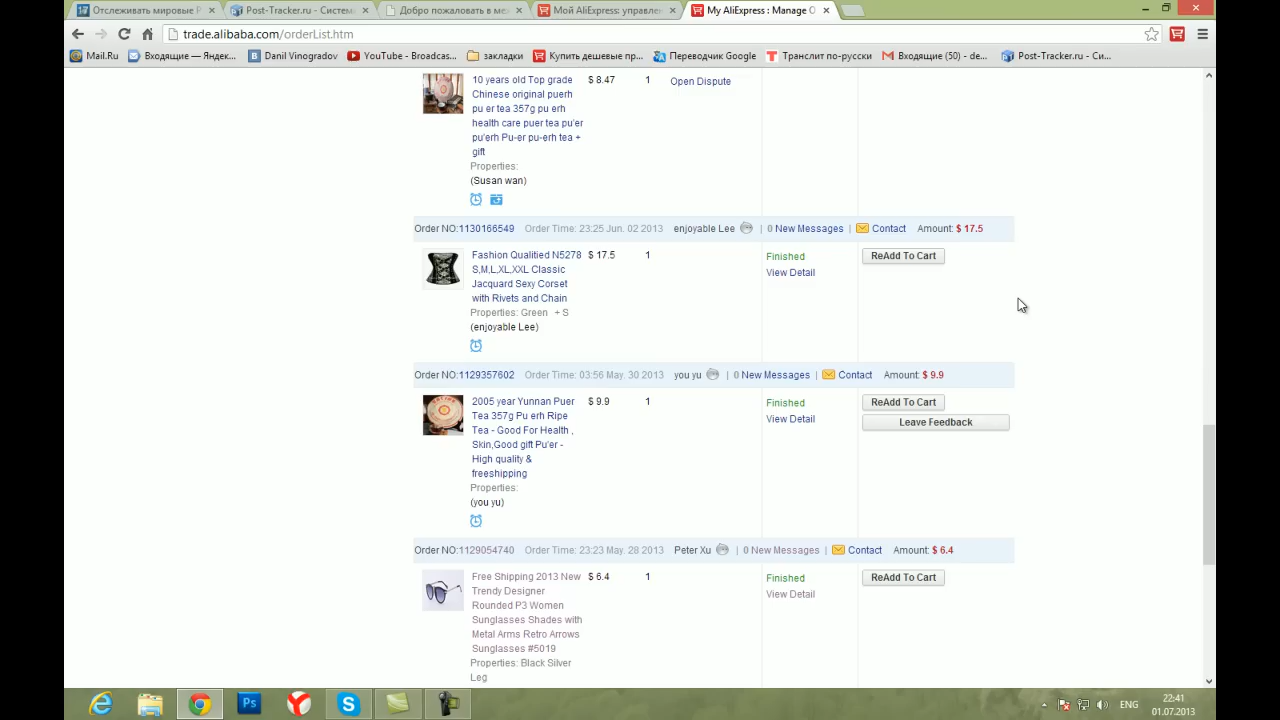 Отслеживать мировые Р
Post-Tracker.ru - Систем
Добро пожаловать в ме
Мой AliExpress: управле
My AliExpress : Manage O
trade.alibaba.com/orderList.htm
Mail.Ru
Входящие — Яндек...
Danil Vinogradov
YouTube - Broadcas...
закладки
Купить дешевые пр...
Переводчик Google
Транслит по-русски
Входящие (50) - de...
Post-Tracker.ru - Си...
10 years old Top grade $ 8.47 1 Open Dispute
Chinese original puerh
pu er tea 357g pu erh
health care puer tea pu'er
pu'erh Pu-er pu-erh tea +
gift
Properties:
(Susan wan)
Order NO:1130166549 Order Time: 23:25 Jun. 02 2013 enjoyable Lee | 0 New Messages | Contact Amount: $ 17.5
Fashion Qualitied N5278 $ 17.5 1 Finished ReAdd To Cart
S,M,L,XL,XXL Classic View Detail
Jacquard Sexy Corset
with Rivets and Chain
Properties: Green + S
(enjoyable Lee)
Order NO:1129357602 Order Time: 03:56 May. 30 2013 you yu | 0 New Messages | Contact Amount: $ 9.9
2005 year Yunnan Puer $ 9.9 1 Finished ReAdd To Cart
Tea 357g Pu erh Ripe View Detail Leave Feedback
Tea - Good For Health ,
Skin,Good gift Pu'er -
High quality &
freeshipping
Properties:
(you yu)
Order NO:1129054740 Order Time: 23:23 May. 28 2013 Peter Xu | 0 New Messages | Contact Amount: $ 6.4
Free Shipping 2013 New $ 6.4 1 Finished ReAdd To Cart
Trendy Designer View Detail
Rounded P3 Women
Sunglasses Shades with
Metal Arms Retro Arrows
Sunglasses #5019
Properties: Black Silver
Leg
Ps
ENG
22:41
01.07.2013